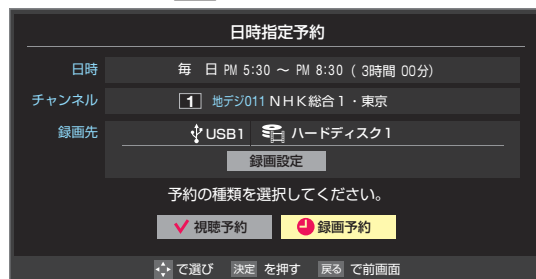 日時指定予約
日時 毎 日 PM 5:30 ～ PM 8:30 ( 3時間 00分)
チャンネル 1 地デジ011 NHK総合1・東京
録画先 USB1 ハードディスク1
録画設定
予約の種類を選択してください。
視聴予約 録画予約
で選び 決定 を押す 戻る で前画面